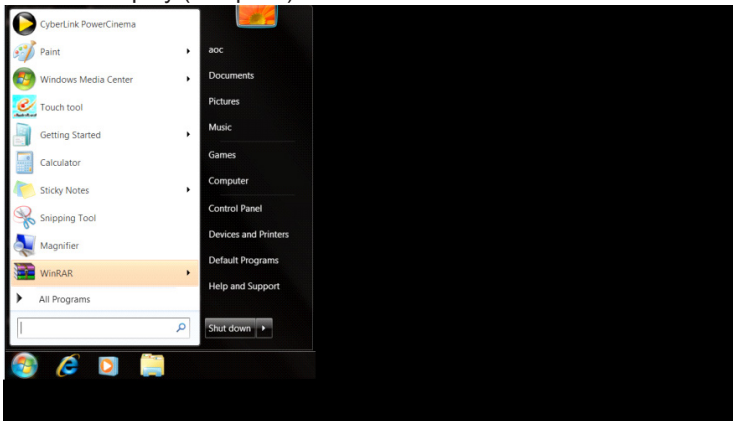 CyberLink PowerCinema
Paint
Windows Media Center
Touch tool
Getting Started
Calculator
Sticky Notes
Snipping Tool
Magnifier
WinRAR
All Programs
aoc
Documents
Pictures
Music
Games
Computer
Control Panel
Devices and Printers
Default Programs
Help and Support
Shut down